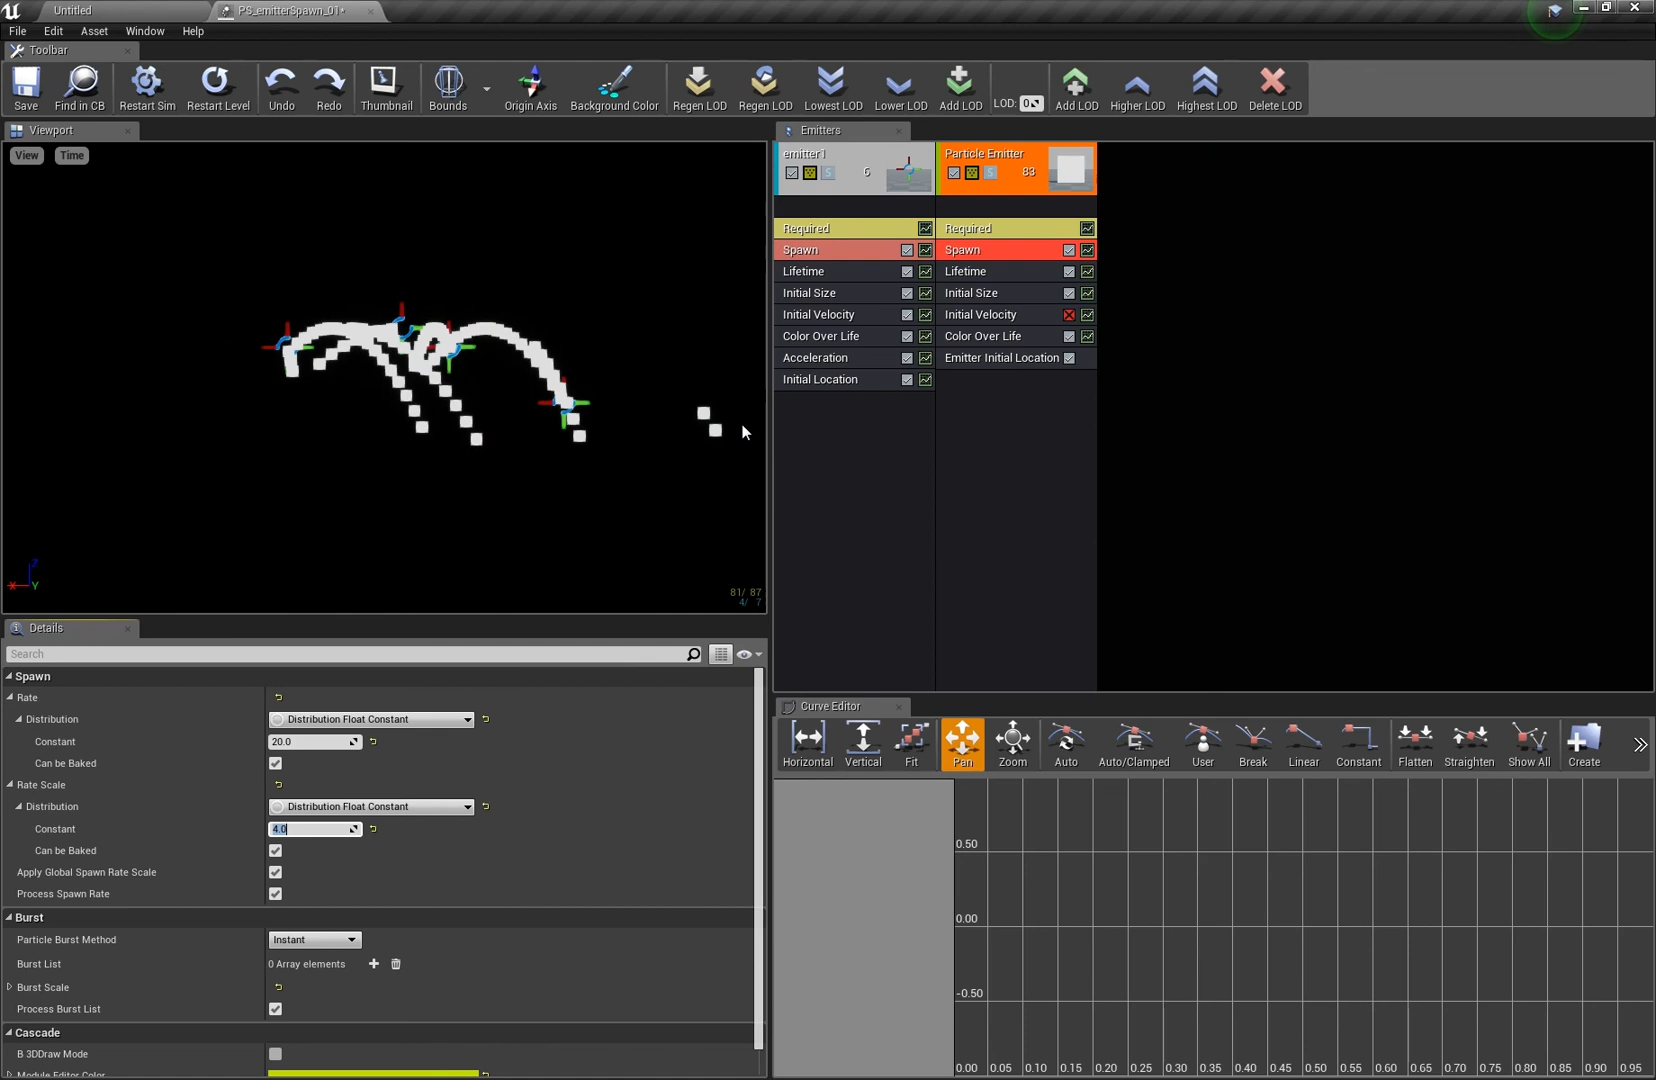 Untitled
PS_emitterSpawn_01*
File Edit Asset Window Help
Toolbar
Save
Find in CB
Restart Sim
Restart Level
Undo
Redo
Thumbnail
Bounds
Origin Axis
Background Color
Regen LOD
Regen LOD
Lowest LOD
Lower LOD
Add LOD
LOD: 0
Add LOD
Higher LOD
Highest LOD
Delete LOD
Viewport
View
Time
X Y Z
81/ 87
4/ 7
Emitters
emitter1
S 6
Required
Spawn
Lifetime
Initial Size
Initial Velocity
Color Over Life
Acceleration
Initial Location
Particle Emitter
S 83
Required
Spawn
Lifetime
Initial Size
Initial Velocity
Color Over Life
Emitter Initial Location
Details
Search
Spawn
Rate
Distribution Distribution Float Constant
Constant 20.0
Can be Baked
Rate Scale
Distribution Distribution Float Constant
Constant 4.0
Can be Baked
Apply Global Spawn Rate Scale
Process Spawn Rate
Burst
Particle Burst Method Instant
Burst List 0 Array elements
Burst Scale
Process Burst List
Cascade
B 3DDraw Mode
Module Editor Color
Curve Editor
Horizontal
Vertical
Fit
Pan
Zoom
Auto
Auto/Clamped
User
Break
Linear
Constant
Flatten
Straighten
Show All
Create
0.50
0.00
-0.50
0.00 0.05 0.10 0.15 0.20 0.25 0.30 0.35 0.40 0.45 0.50 0.55 0.60 0.65 0.70 0.75 0.80 0.85 0.90 0.95